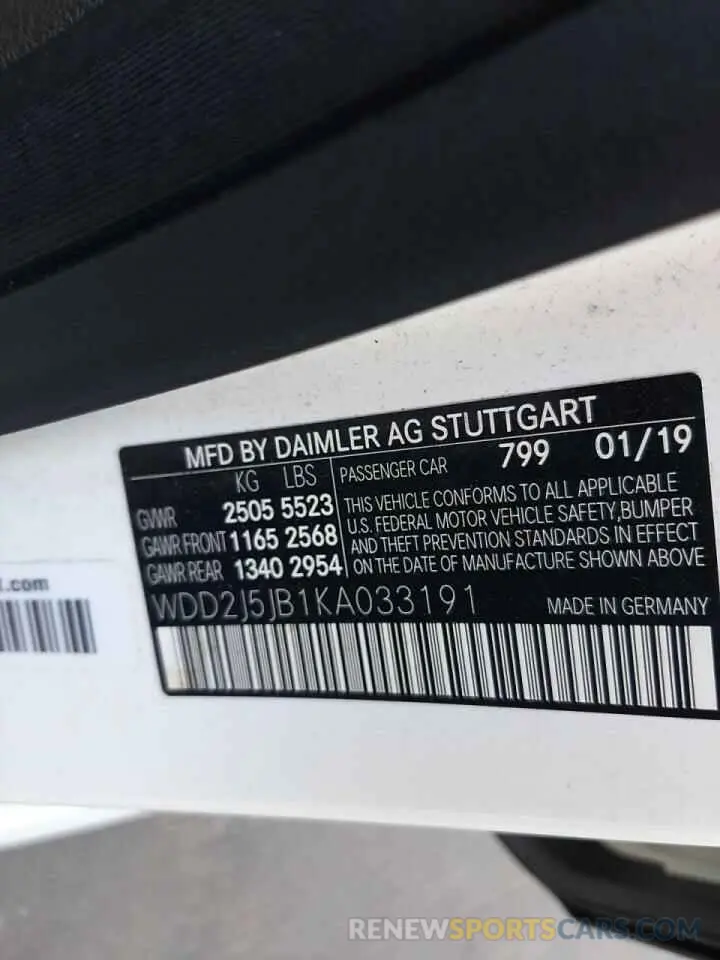 MFD BY DAIMLER AG STUTTGART
KG LBS PASSENGER CAR 799 01/19
GVWR 2505 5523
GAWR FRONT 1165 2568
GAWR REAR 1340 2954
THIS VEHICLE CONFORMS TO ALL APPLICABLE
U.S. FEDERAL MOTOR VEHICLE SAFETY, BUMPER
AND THEFT PREVENTION STANDARDS IN EFFECT
ON THE DATE OF MANUFACTURE SHOWN ABOVE
WDD2J5JB1KA033191 MADE IN GERMANY
.com
RENEWSPORTSCARS.COM